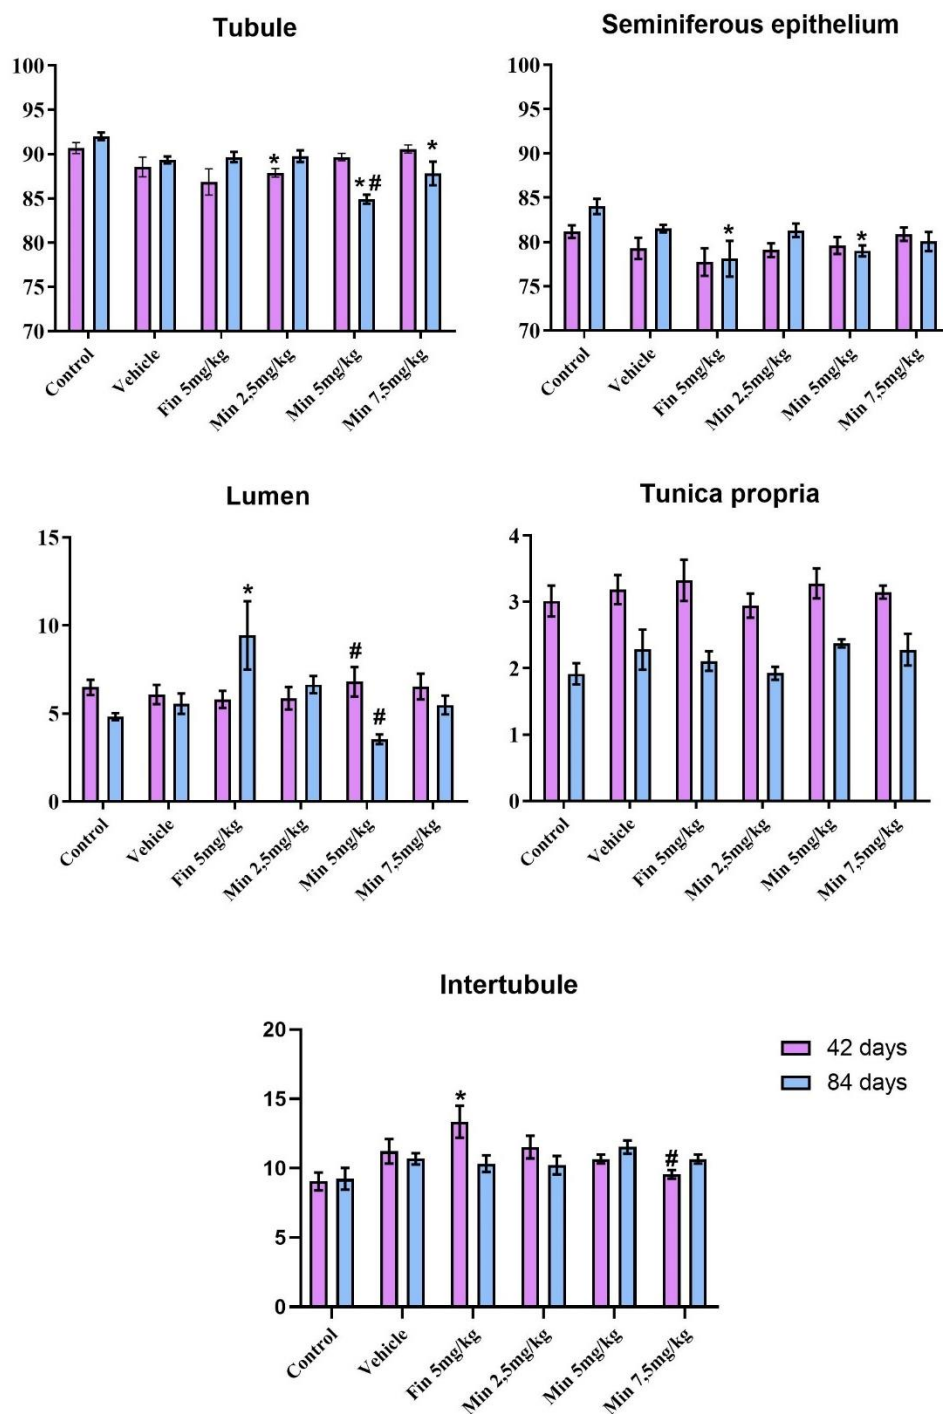 Tubule
100
95
90
85
80
75
70
* * # *
Control
Vehicle
Fin 5mg/kg
Min 2,5mg/kg
Min 5mg/kg
Min 7,5mg/kg
Seminiferous epithelium
100
95
90
85
80
75
70
* *
Control
Vehicle
Fin 5mg/kg
Min 2,5mg/kg
Min 5mg/kg
Min 7,5mg/kg
Lumen
15
10
5
0
* # #
Control
Vehicle
Fin 5mg/kg
Min 2,5mg/kg
Min 5mg/kg
Min 7,5mg/kg
Tunica propria
4
3
2
1
0
Control
Vehicle
Fin 5mg/kg
Min 2,5mg/kg
Min 5mg/kg
Min 7,5mg/kg
Intertubule
20
15
10
5
0
* #
Control
Vehicle
Fin 5mg/kg
Min 2,5mg/kg
Min 5mg/kg
Min 7,5mg/kg
42 days
84 days